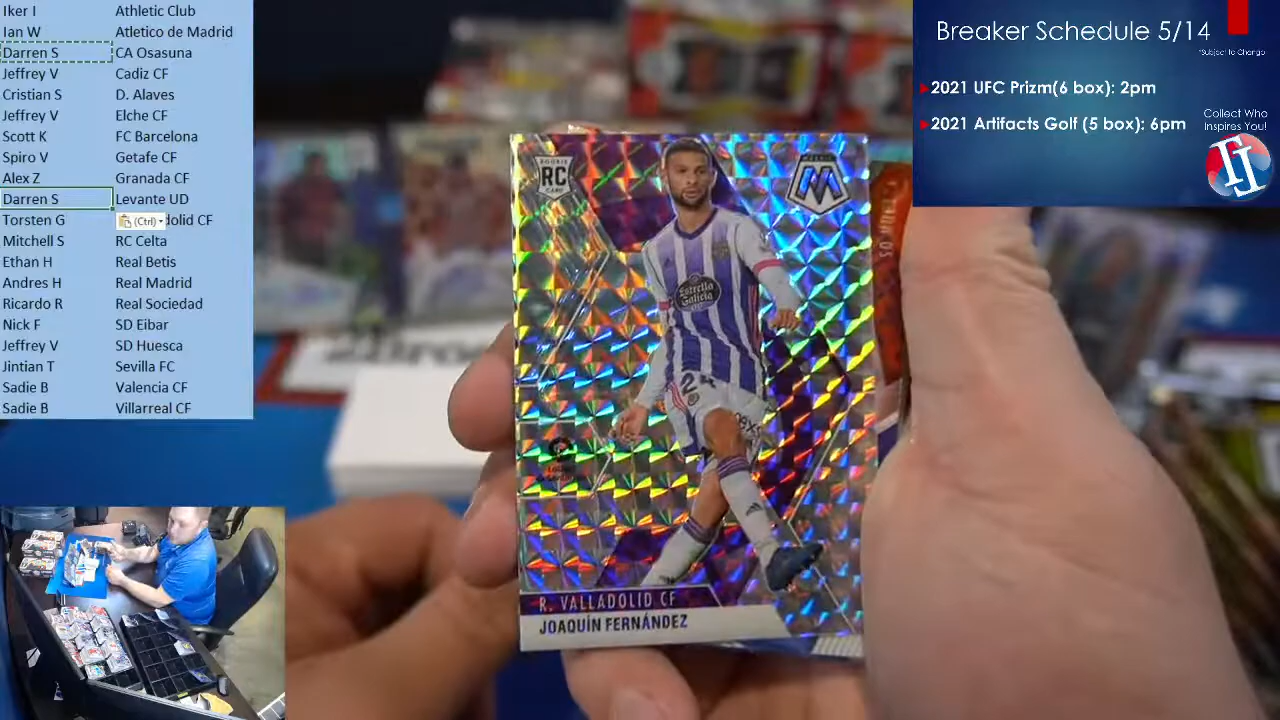 Iker I Athletic Club
Ian W Atletico de Madrid
Darren S CA Osasuna
Jeffrey V Cadiz CF
Cristian S D. Alaves
Jeffrey V Elche CF
Scott K FC Barcelona
Spiro V Getafe CF
Alex Z Granada CF
Darren S Levante UD
Torsten G (Ctrl) dolid CF
Mitchell S RC Celta
Ethan H Real Betis
Andres H Real Madrid
Ricardo R Real Sociedad
Nick F SD Eibar
Jeffrey V SD Huesca
Jintian T Sevilla FC
Sadie B Valencia CF
Sadie B Villarreal CF
Breaker Schedule 5/14
*Subject to Change
2021 UFC Prizm(6 box): 2pm
2021 Artifacts Golf (5 box): 6pm
Collect Who
Inspires You!
ROOKIE
RC
CARD
MOSAIC
Estrella
Galicia
24
R. VALLADOLID CF
JOAQUÍN FERNÁNDEZ